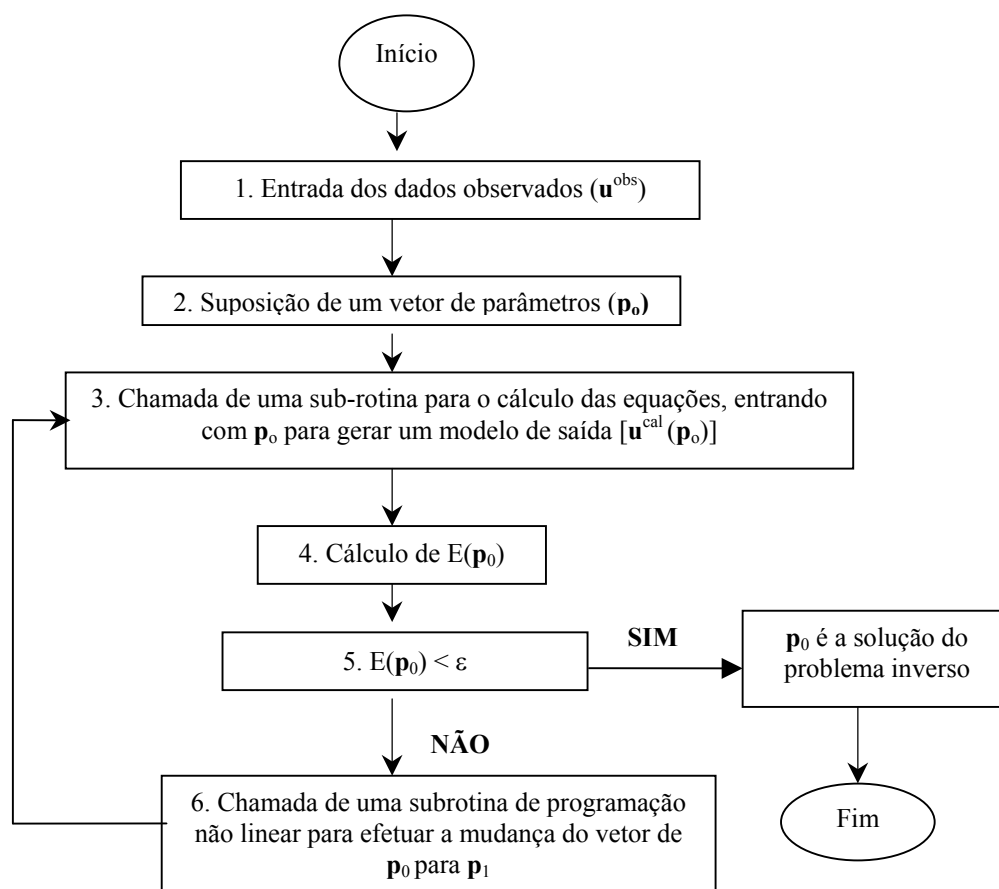 Início
1. Entrada dos dados observados (u^obs)
2. Suposição de um vetor de parâmetros (p_o)
3. Chamada de uma sub-rotina para o cálculo das equações, entrando
com p_o para gerar um modelo de saída [u^cal (p_o)]
4. Cálculo de E(p_0)
5. E(p_0) < ε
SIM
p_0 é a solução do
problema inverso
NÃO
6. Chamada de uma subrotina de programação
não linear para efetuar a mudança do vetor de
p_0 para p_1
Fim